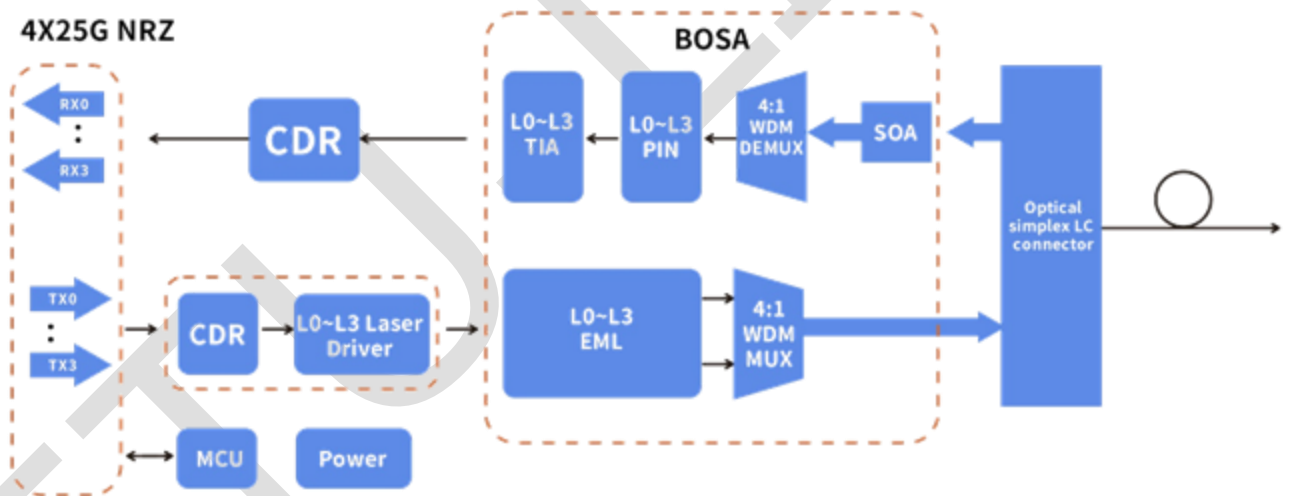 4X25G NRZ
BOSA
RX0
RX3
CDR
L0~L3
TIA
L0~L3
PIN
4:1
WDM
DEMUX
SOA
Optical
simplex LC
connector
TX0
TX3
CDR
L0~L3 Laser
Driver
L0~L3
EML
4:1
WDM
MUX
MCU
Power